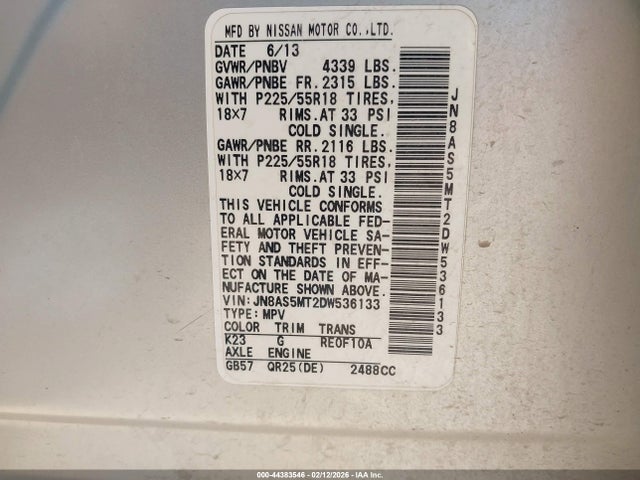 MFD BY NISSAN MOTOR CO.,LTD.
DATE 6/13
GVWR/PNBV 4339 LBS.
GAWR/PNBE FR. 2315 LBS.
WITH P225/55R18 TIRES,
18×7 RIMS.AT 33 PSI
COLD SINGLE.
GAWR/PNBE RR. 2116 LBS.
WITH P225/55R18 TIRES,
18×7 RIMS.AT 33 PSI
COLD SINGLE.
THIS VEHICLE CONFORMS
TO ALL APPLICABLE FED-
ERAL MOTOR VEHICLE SA-
FETY AND THEFT PREVEN-
TION STANDARDS IN EFF-
ECT ON THE DATE OF MA-
NUFACTURE SHOWN ABOVE.
VIN: JN8AS5MT2DW536133
TYPE: MPV
COLOR TRIM TRANS
K23 G RE0F10A
AXLE ENGINE
GB57 QR25(DE) 2488CC
JN8AS5MT2DW536133
000-44383546 - 02/12/2026 - IAA Inc.